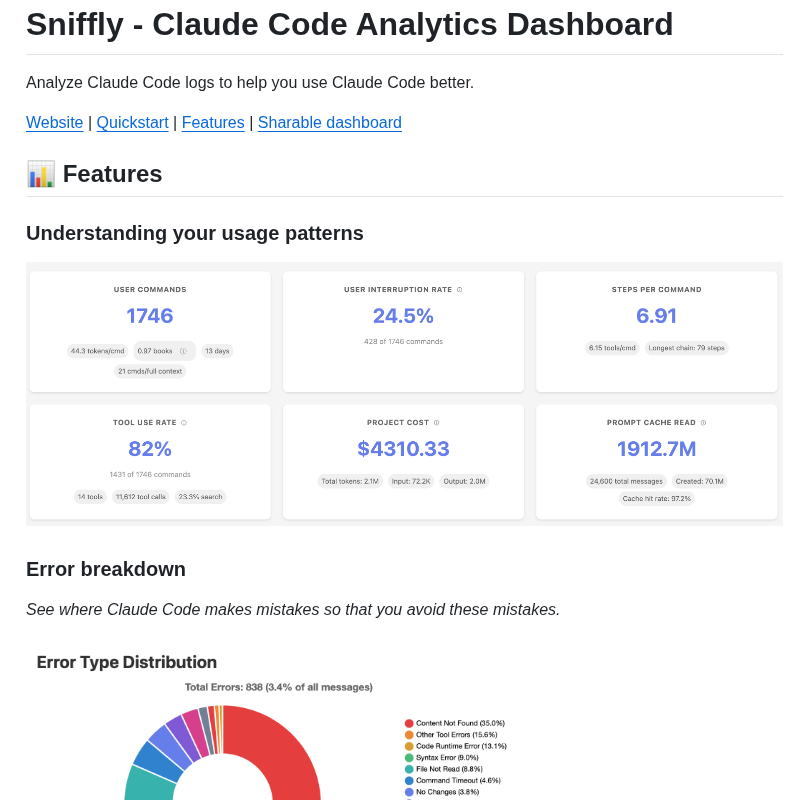 Sniffly - Claude Code Analytics Dashboard
Analyze Claude Code logs to help you use Claude Code better.
Website | Quickstart | Features | Sharable dashboard
📊 Features
Understanding your usage patterns
USER COMMANDS
1746
44.3 tokens/cmd
0.97 books
13 days
21 cmds/full context
USER INTERRUPTION RATE
24.5%
428 of 1746 commands
STEPS PER COMMAND
6.91
6.15 tools/cmd
Longest chain: 79 steps
TOOL USE RATE
82%
1431 of 1746 commands
14 tools
11,612 tool calls
23.3% search
PROJECT COST
$4310.33
Total tokens: 2.1M
Input: 72.2K
Output: 2.0M
PROMPT CACHE READ
1912.7M
24,600 total messages
Created: 70.1M
Cache hit rate: 97.2%
Error breakdown
See where Claude Code makes mistakes so that you avoid these mistakes.
Error Type Distribution
Total Errors: 838 (3.4% of all messages)
Content Not Found (35.0%)
Other Tool Errors (15.6%)
Code Runtime Error (13.1%)
Syntax Error (9.0%)
File Not Read (8.8%)
Command Timeout (4.6%)
No Changes (3.8%)